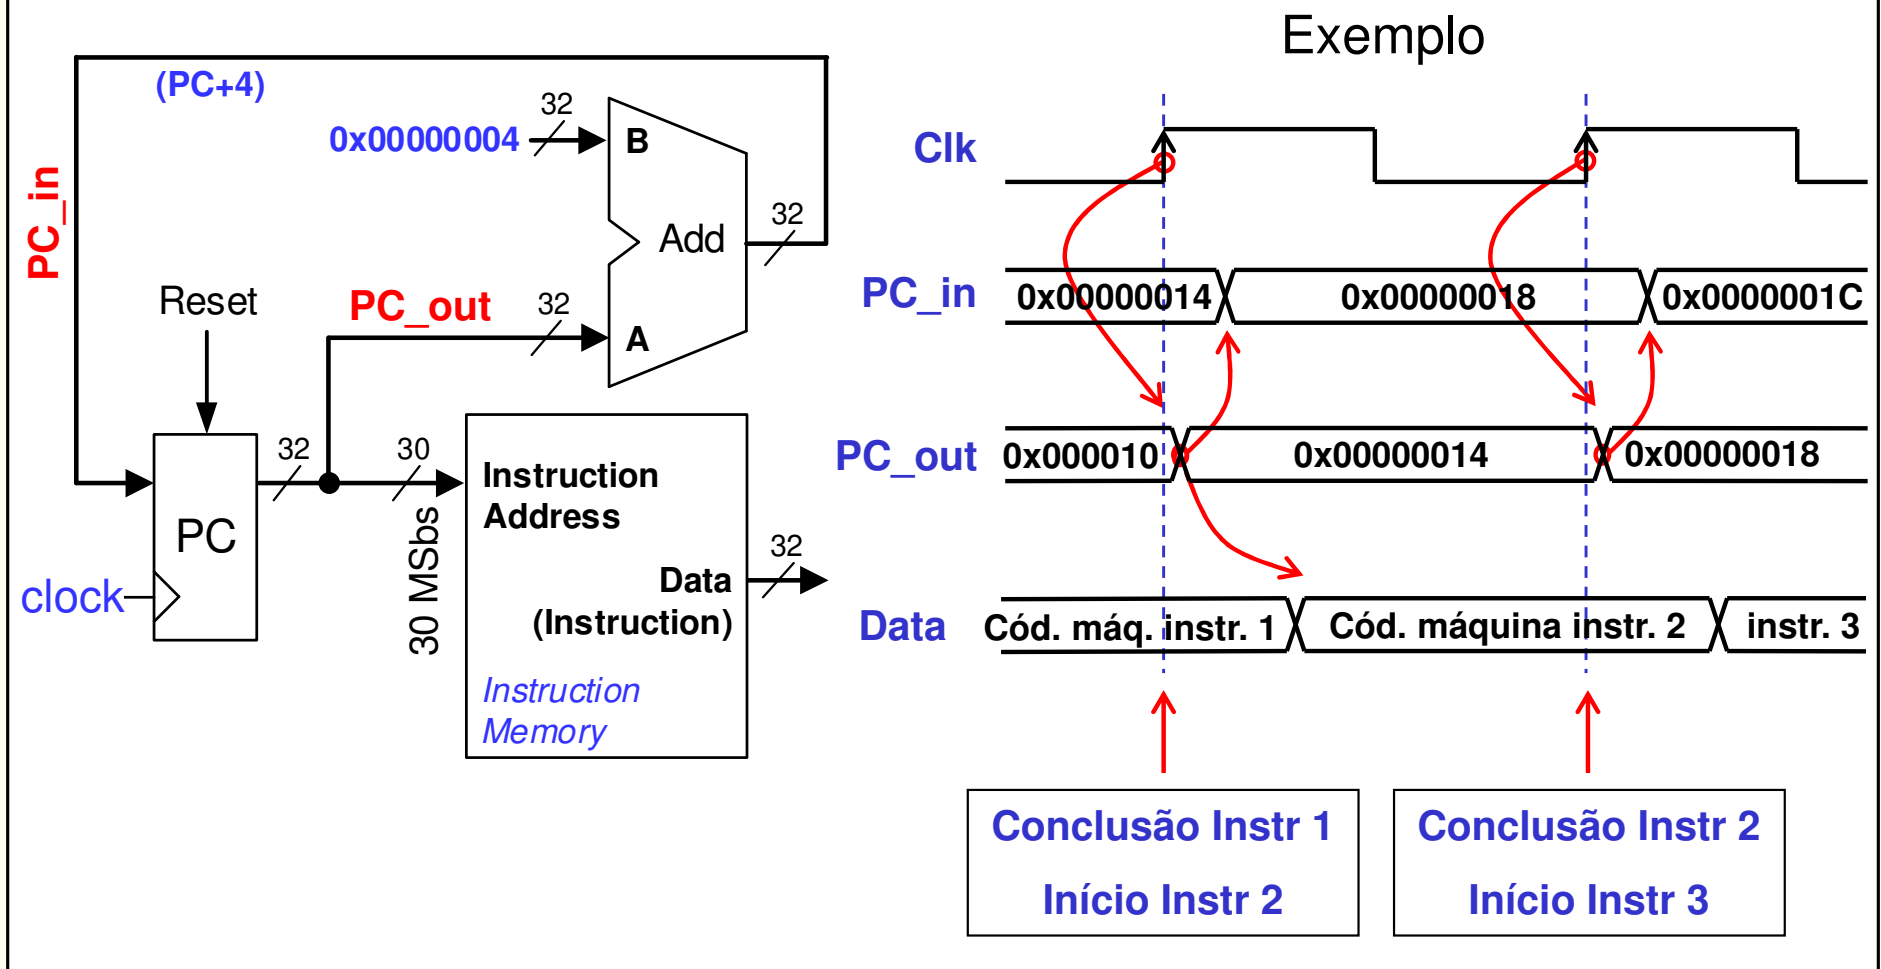 Exemplo
(PC+4)
32
0x00000004
B
PC_in
Add
32
Reset
PC_out
32
A
32
30
PC
clock
30 MSbs
Instruction
Address
Data
(Instruction)
32
Instruction
Memory
Clk
PC_in
0x00000014
0x00000018
0x0000001C
PC_out
0x000010
0x00000014
0x00000018
Data
Cód. máq. instr. 1
Cód. máquina instr. 2
instr. 3
Conclusão Instr 1
Início Instr 2
Conclusão Instr 2
Início Instr 3